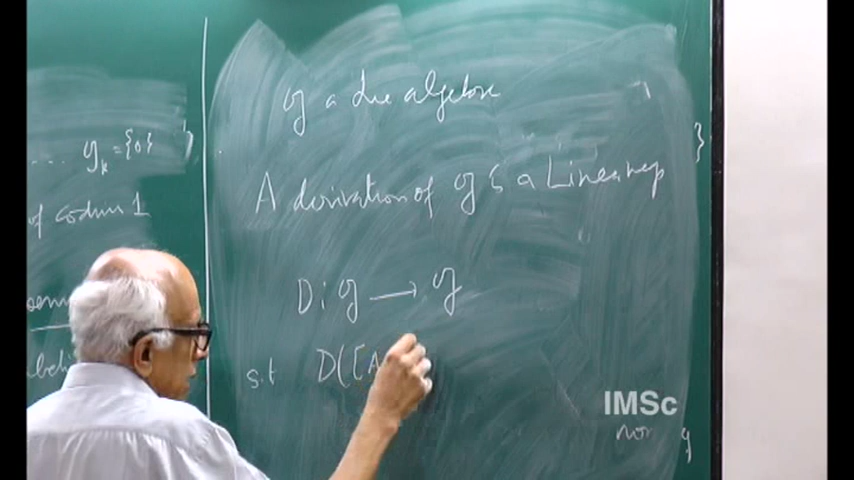 .... 𝔤ₖ = {0}
of codim 1
𝔤 a Lie algebra
A derivation of 𝔤 is a Linear map
D : 𝔤 → 𝔤
s.t D([A
IMSc